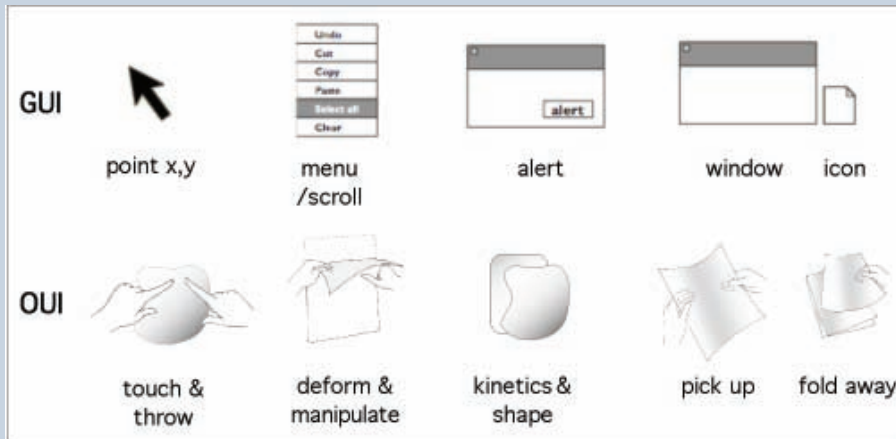 Undo
Cut
Copy
Paste
Select all
Clear
alert
GUI
point x,y
menu
/scroll
alert
window
icon
OUI
touch &
throw
deform &
manipulate
kinetics &
shape
pick up
fold away